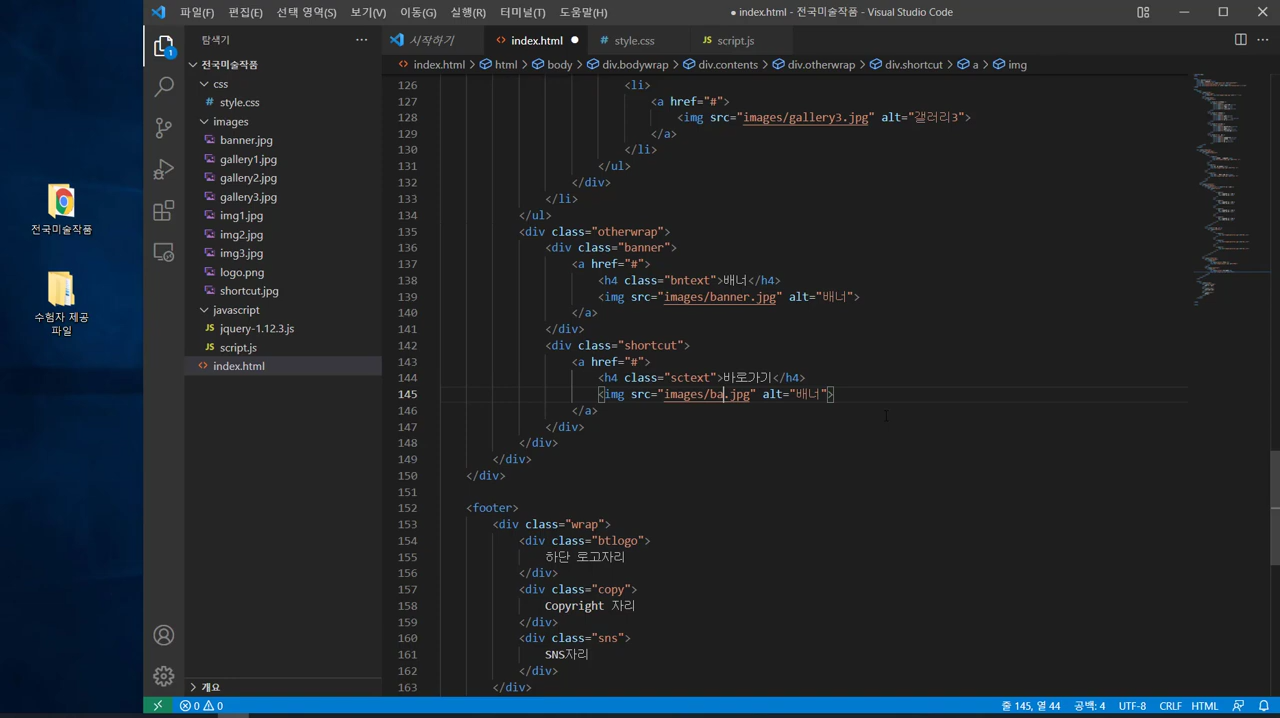 파일(F) 편집(E) 선택 영역(S) 보기(V) 이동(G) 실행(R) 터미널(T) 도움말(H) ● index.html - 전국미술작품 - Visual Studio Code
탐색기 ···
시작하기 index.html ● style.css script.js
전국미술작품
index.html > html > body > div.bodywrap > div.contents > div.otherwrap > div.shortcut > a > img
css
style.css
images
banner.jpg
gallery1.jpg
gallery2.jpg
gallery3.jpg
img1.jpg
img2.jpg
img3.jpg
logo.png
shortcut.jpg
javascript
jquery-1.12.3.js
script.js
index.html
개요
1
전국미술작품
수험자 제공
파일
126 <li>
127 <a href="#">
128 <img src="images/gallery3.jpg" alt="갤러리3">
129 </a>
130 </li>
131 </ul>
132 </div>
133 </li>
134 </ul>
135 <div class="otherwrap">
136 <div class="banner">
137 <a href="#">
138 <h4 class="bntext">배너</h4>
139 <img src="images/banner.jpg" alt="배너">
140 </a>
141 </div>
142 <div class="shortcut">
143 <a href="#">
144 <h4 class="sctext">바로가기</h4>
145 <img src="images/ba.jpg" alt="배너">
146 </a>
147 </div>
148 </div>
149 </div>
150 </div>
151
152 <footer>
153 <div class="wrap">
154 <div class="btlogo">
155 하단 로고자리
156 </div>
157 <div class="copy">
158 Copyright 자리
159 </div>
160 <div class="sns">
161 SNS자리
162 </div>
163 </div>
0 0 줄 145, 열 44 공백: 4 UTF-8 CRLF HTML